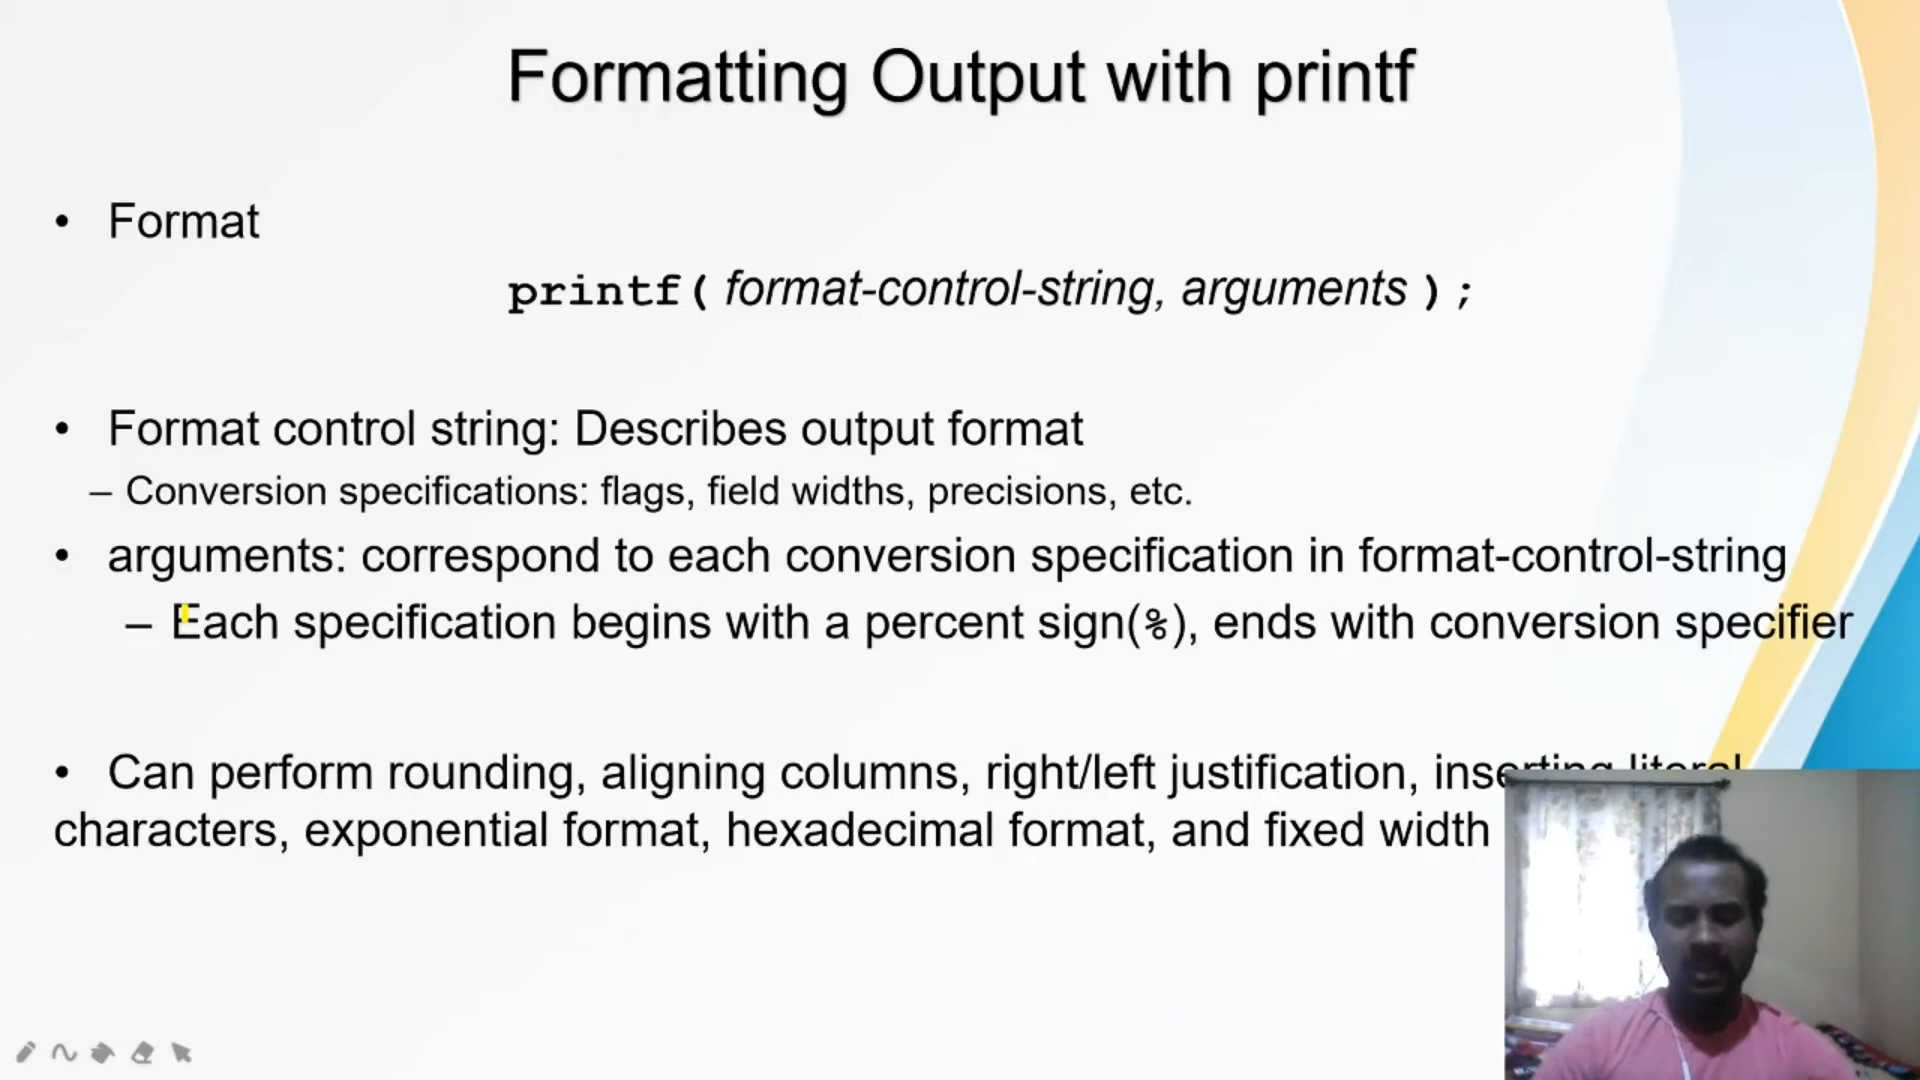 Formatting Output with printf
• Format
printf( format-control-string, arguments );
• Format control string: Describes output format
– Conversion specifications: flags, field widths, precisions, etc.
• arguments: correspond to each conversion specification in format-control-string
– Each specification begins with a percent sign(%), ends with conversion specifier
• Can perform rounding, aligning columns, right/left justification, inserting literal
characters, exponential format, hexadecimal format, and fixed width